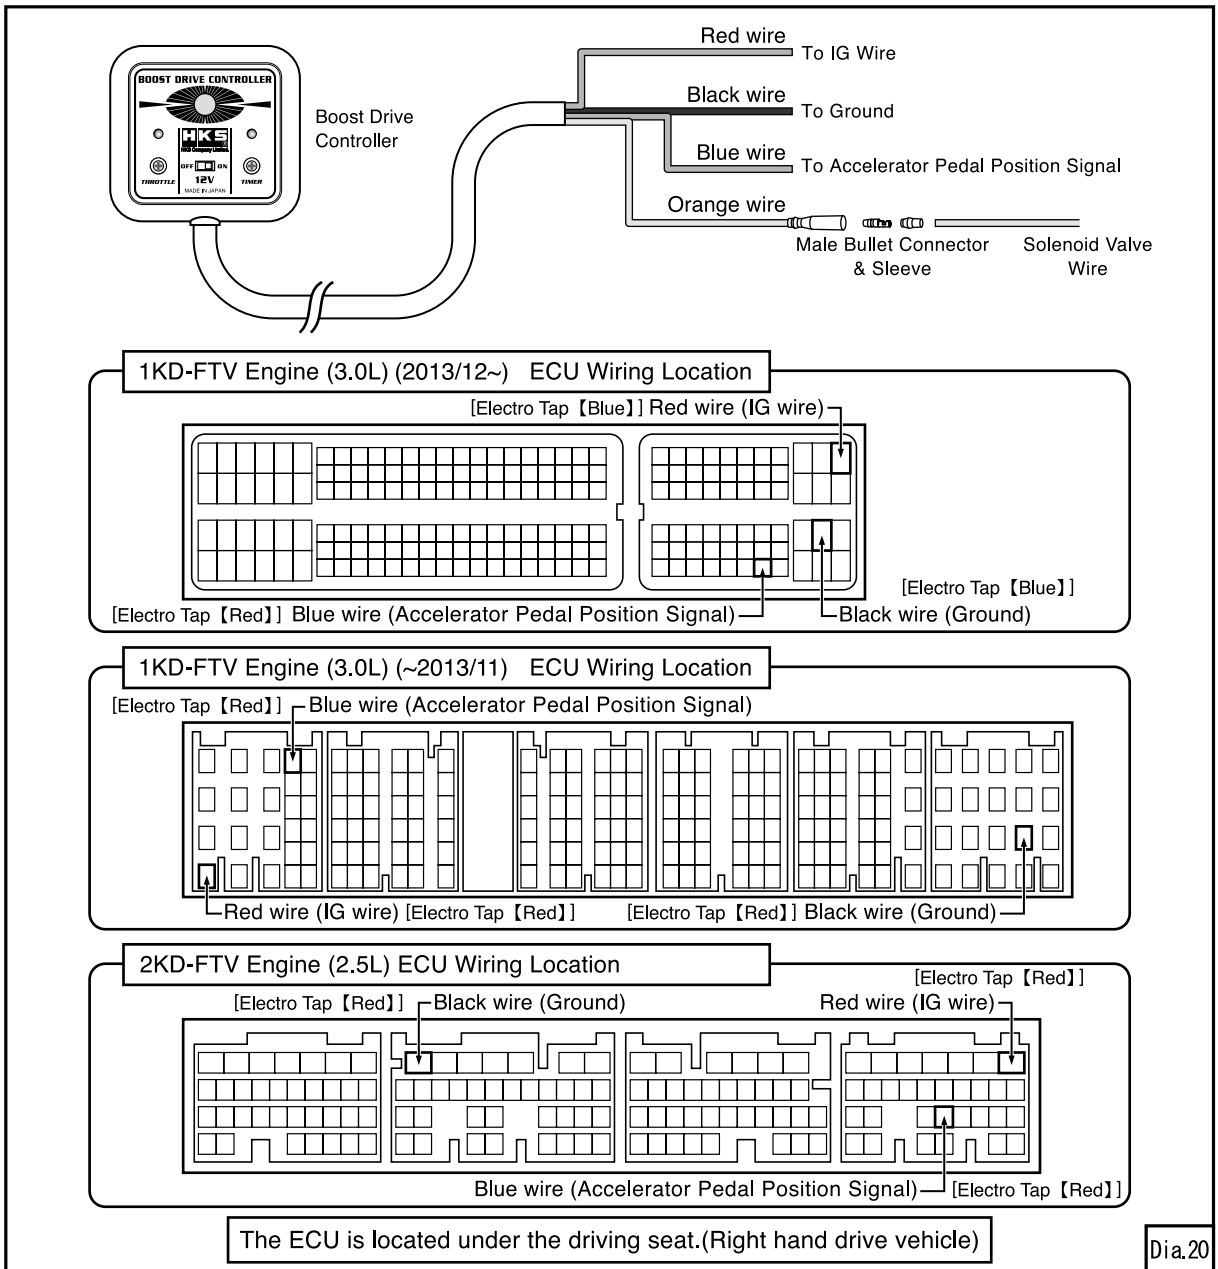 Red wire
To IG Wire
BOOST DRIVE CONTROLLER
Black wire
To Ground
Boost Drive
Controller
HKS
HKS Company Limited.
Blue wire
To Accelerator Pedal Position Signal
OFF ON
THROTTLE 12V TIMER
MADE IN JAPAN
Orange wire
Male Bullet Connector
& Sleeve
Solenoid Valve
Wire
1KD-FTV Engine (3.0L) (2013/12~) ECU Wiring Location
[Electro Tap【Blue】] Red wire (IG wire)
[Electro Tap【Blue】]
[Electro Tap【Red】] Blue wire (Accelerator Pedal Position Signal)
Black wire (Ground)
1KD-FTV Engine (3.0L) (~2013/11) ECU Wiring Location
[Electro Tap【Red】] Blue wire (Accelerator Pedal Position Signal)
Red wire (IG wire) [Electro Tap【Red】]
[Electro Tap【Red】] Black wire (Ground)
2KD-FTV Engine (2.5L) ECU Wiring Location
[Electro Tap【Red】]
[Electro Tap【Red】] Black wire (Ground)
Red wire (IG wire)
Blue wire (Accelerator Pedal Position Signal) [Electro Tap【Red】]
The ECU is located under the driving seat.(Right hand drive vehicle)
Dia.20